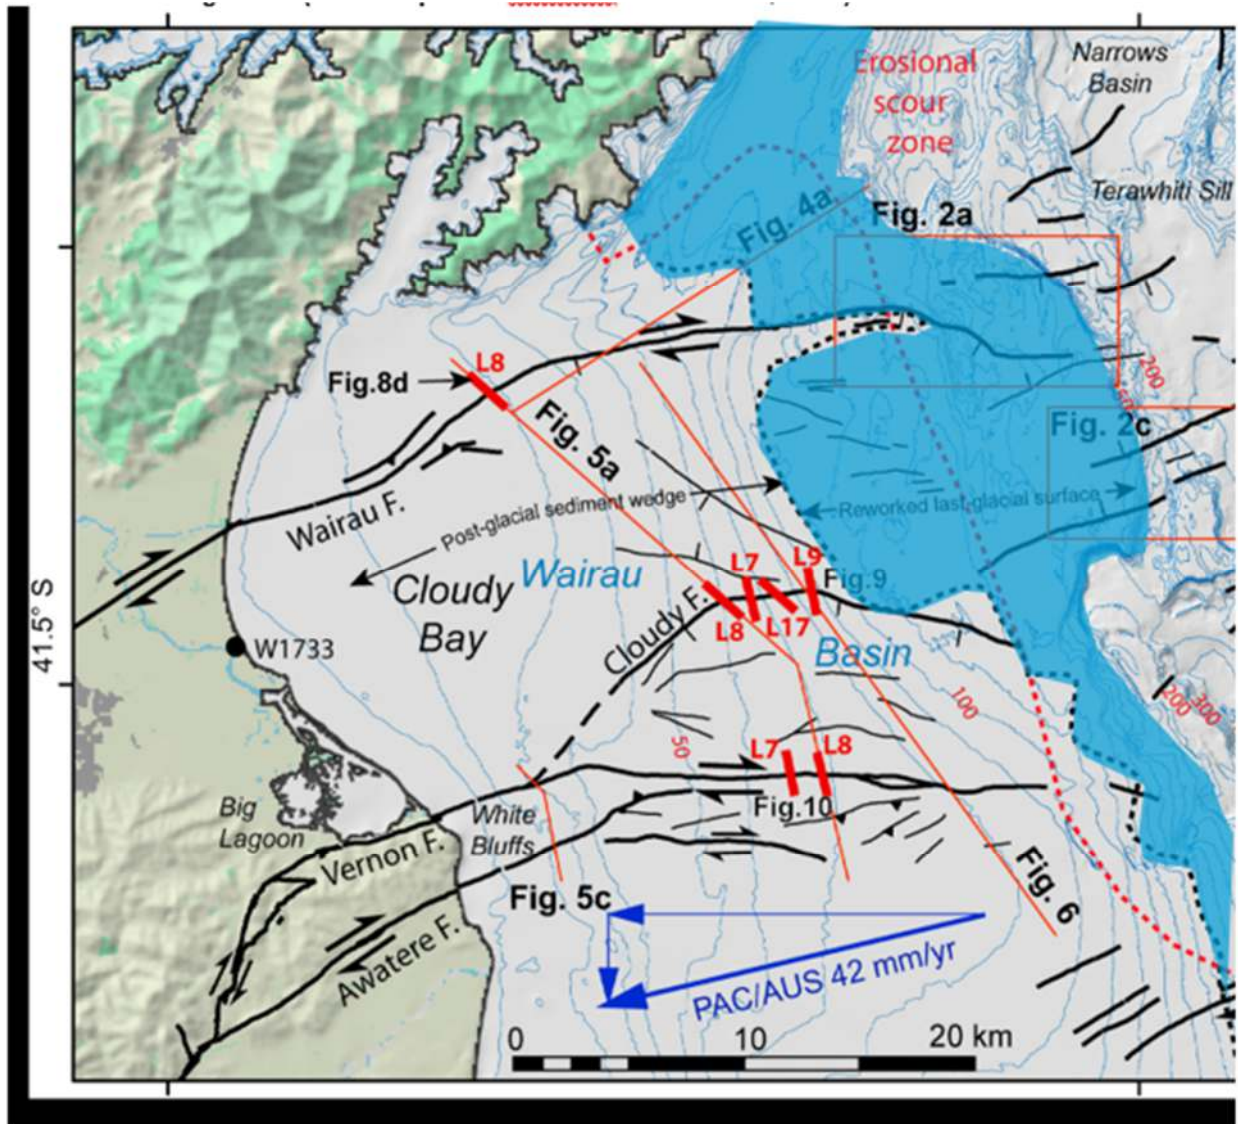 Erosional
scour
zone
Narrows
Basin
Terawhiti Sill
Fig. 4a
Fig. 2a
200
L8
Fig.8d
Fig. 5a
Fig. 2c
Wairau F.
Post-glacial sediment wedge
Reworked last-glacial surface
Cloudy
Bay
Wairau
L7
L9
Fig.9
Cloudy F.
L8
L17
Basin
41.5° S
W1733
100
200
300
50
L7
L8
Fig.10
Big
Lagoon
White
Bluffs
Vernon F.
Fig. 5c
Fig. 6
Awatere F.
PAC/AUS 42 mm/yr
0 10 20 km